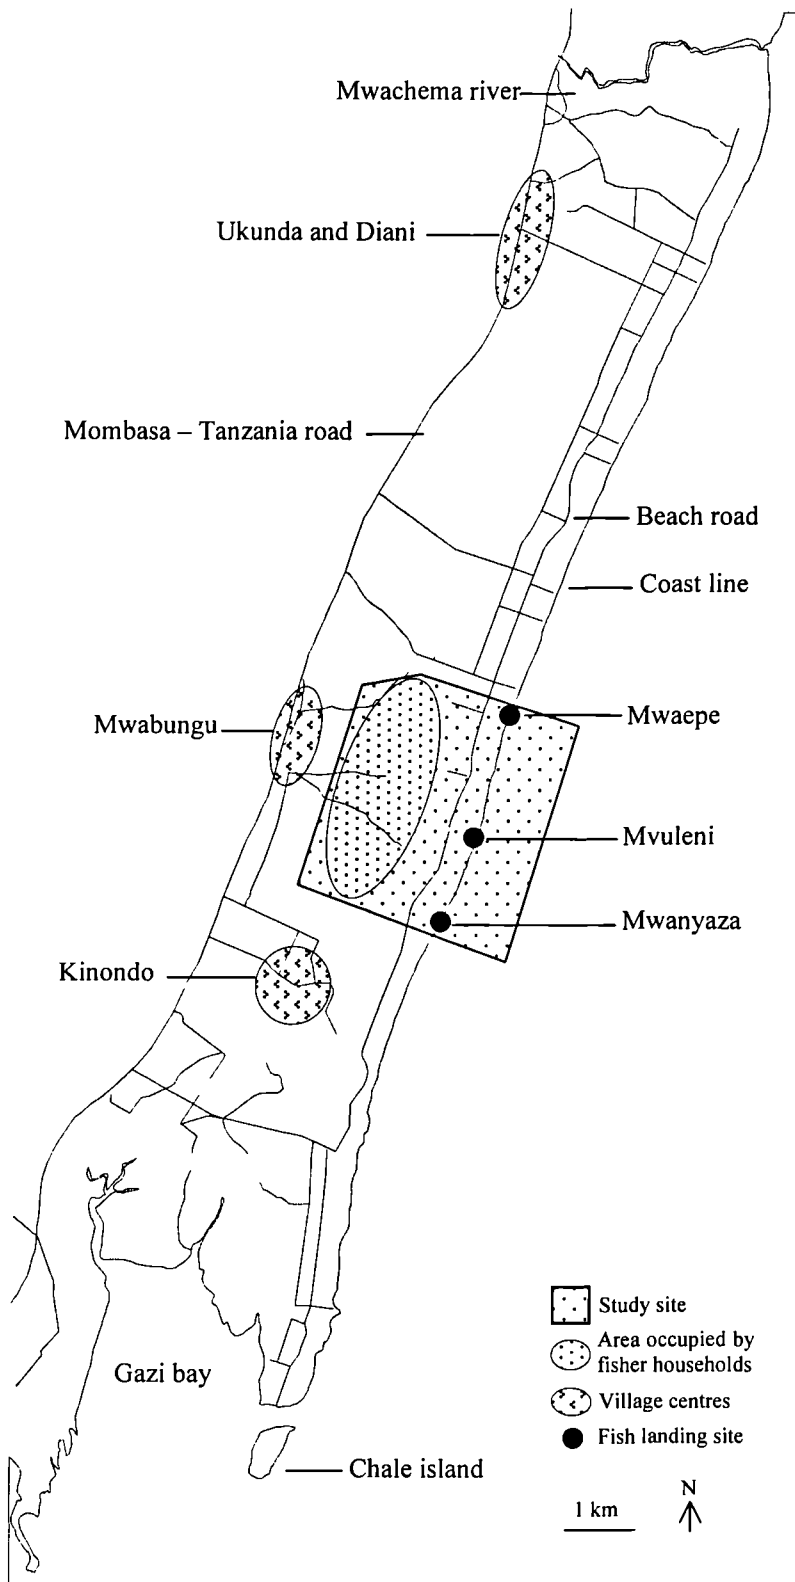 Mwachema river
Ukunda and Diani
Mombasa – Tanzania road
Beach road
Coast line
Mwabungu
Mwaepe
Mvuleni
Mwanyaza
Kinondo
Study site
Area occupied by
fisher households
Gazi bay
Village centres
Fish landing site
Chale island
N
1 km